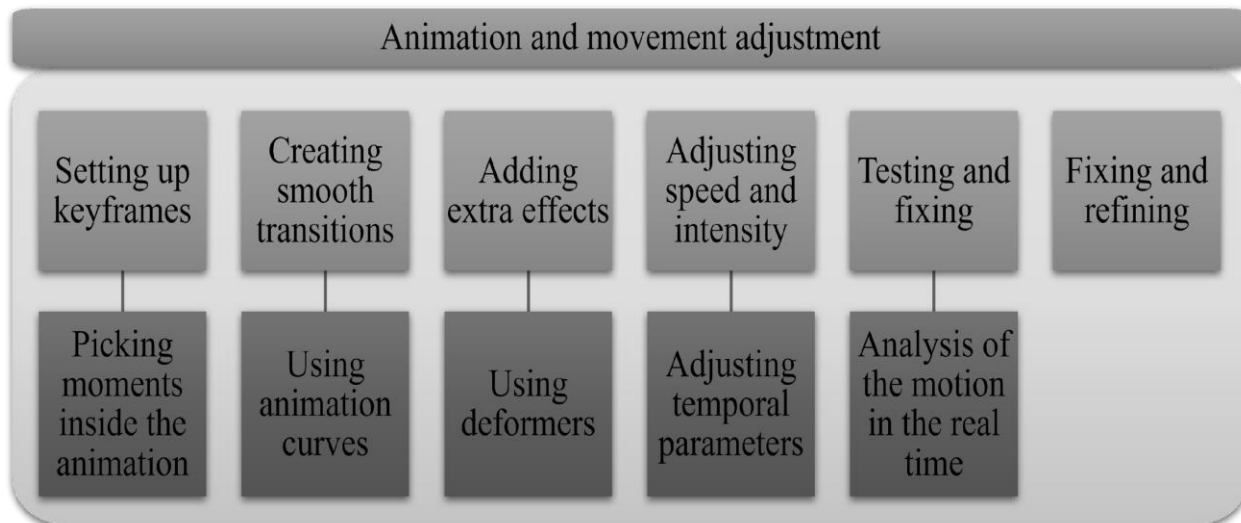 Animation and movement adjustment
Setting up
keyframes
Creating
smooth
transitions
Adding
extra effects
Adjusting
speed and
intensity
Testing and
fixing
Fixing and
refining
Picking
moments
inside the
animation
Using
animation
curves
Using
deformers
Adjusting
temporal
parameters
Analysis of
the motion
in the real
time